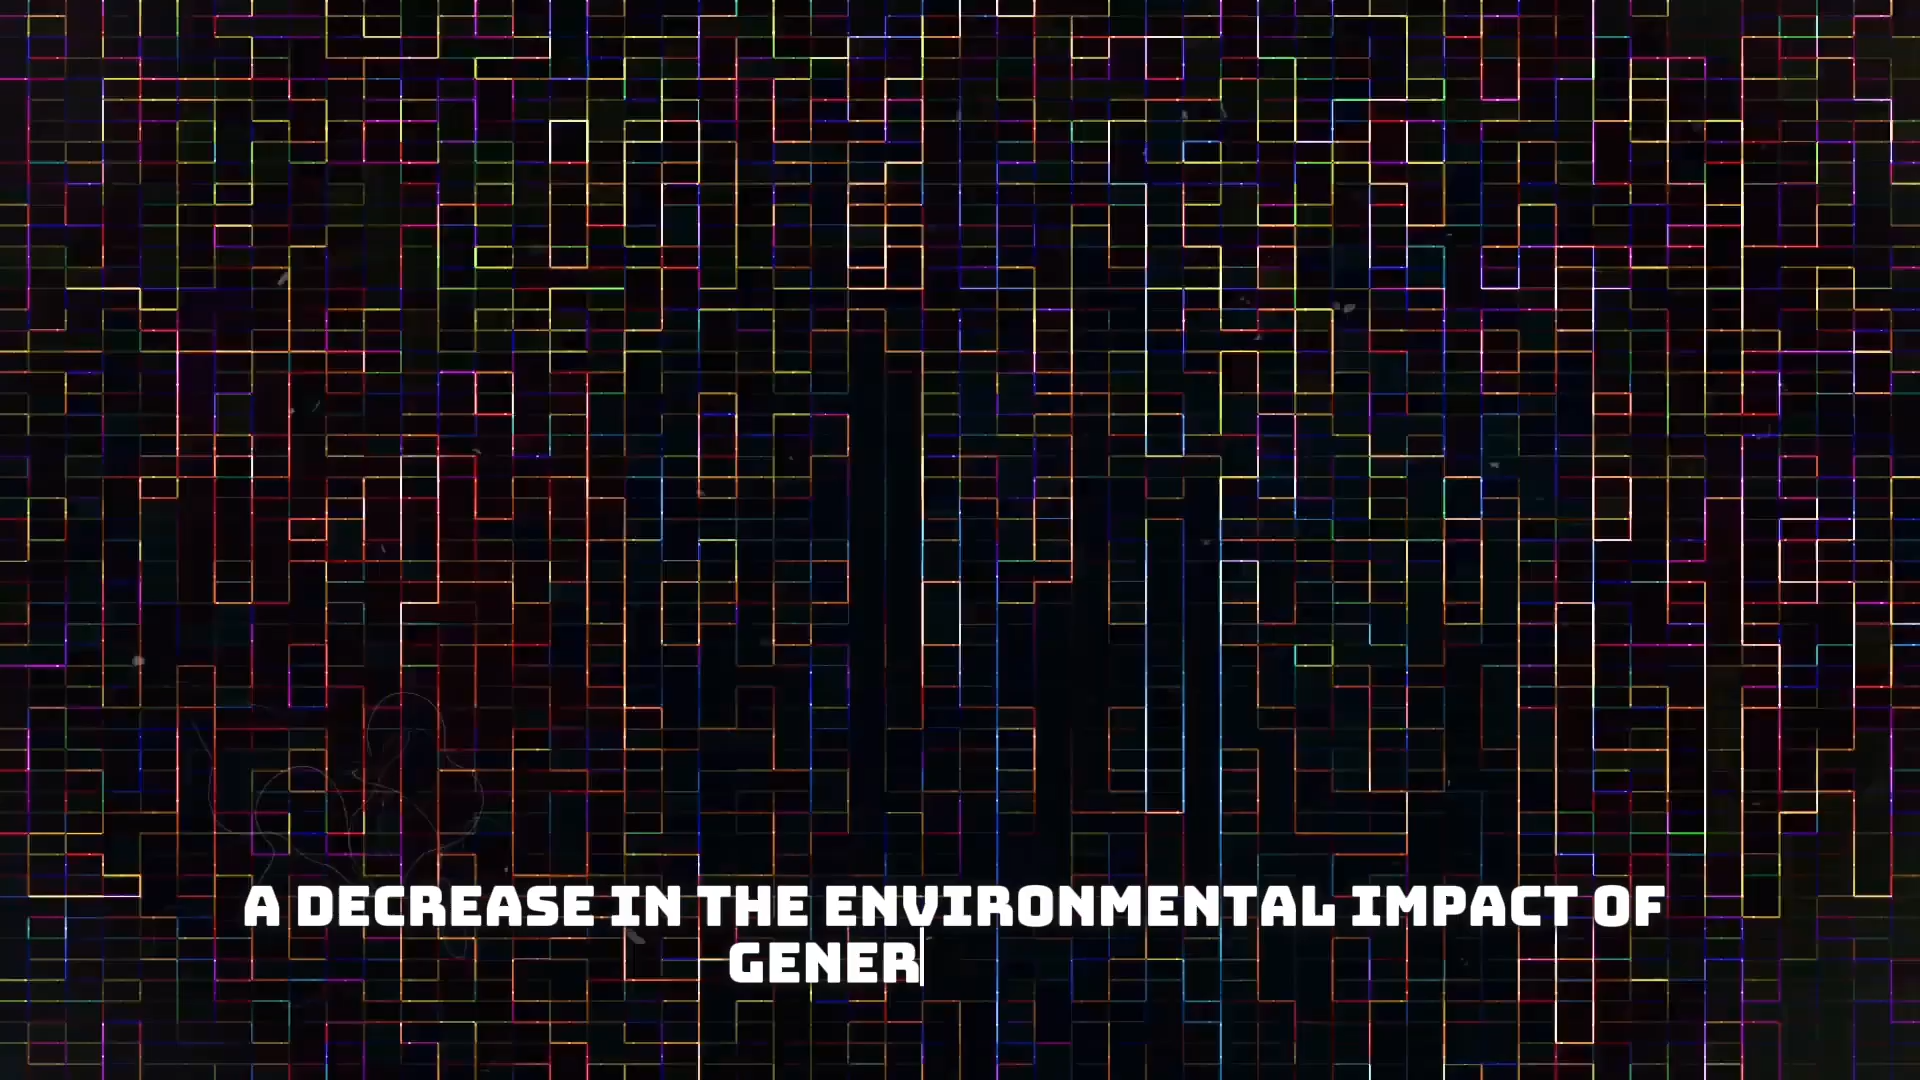 A DECREASE IN THE ENVIRONMENTAL IMPACT OF
GENER